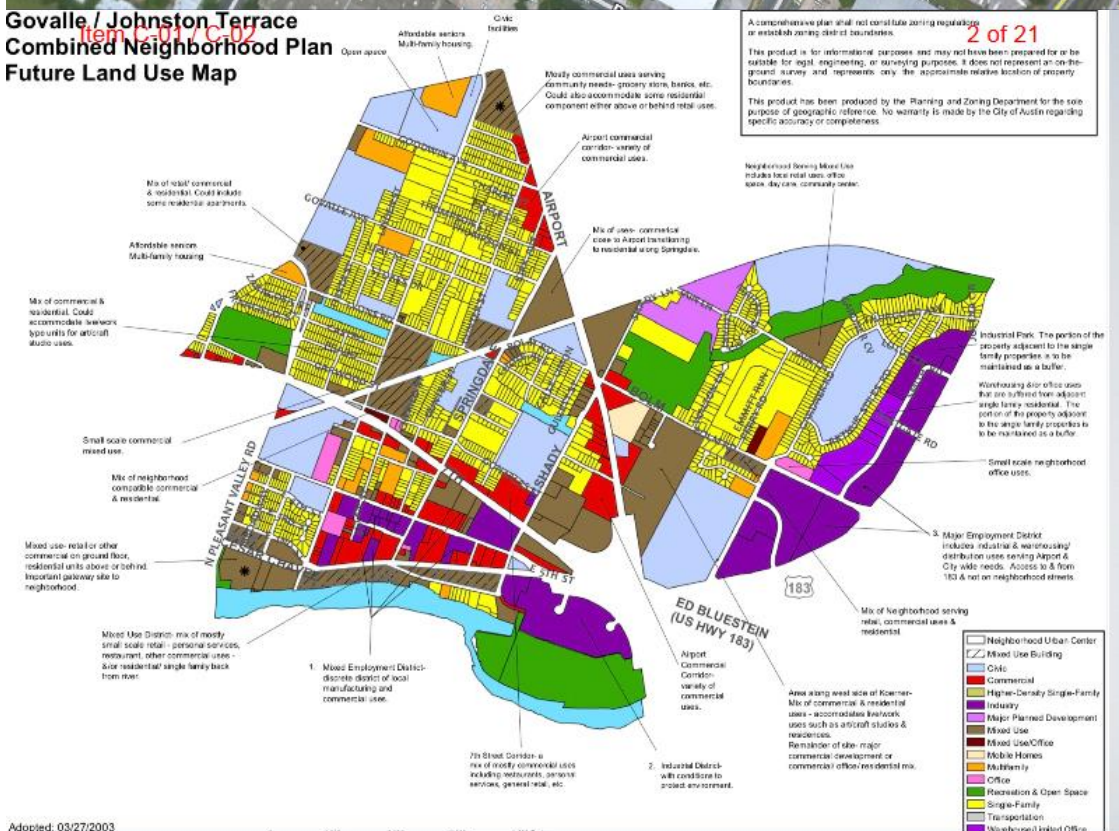 Govalle / Johnston Terrace
Combined Neighborhood Plan
Future Land Use Map
Item C-01 / C-02
2 of 21
A comprehensive plan shall not constitute zoning regulations
or establish zoning district boundaries.
This product is for informational purposes and may not have been prepared for or be
suitable for legal, engineering, or surveying purposes. It does not represent an on-the-
ground survey and represents only the approximate relative location of property
boundaries.
This product has been produced by the Planning and Zoning Department for the sole
purpose of geographic reference. No warranty is made by the City of Austin regarding
specific accuracy or completeness.
Open space
Affordable seniors
Multi-family housing.
Civic
facilities
Mostly commercial uses serving
community needs- grocery store, banks, etc.
Could also accommodate some residential
component either above or behind retail uses.
Airport commercial
corridor- variety of
commercial uses.
Neighborhood Serving Mixed Use
includes local retail uses, office
space, day care, community center.
Mix of retail/ commercial
& residential. Could include
some residential apartments.
Mix of uses- commerical
close to Airport transitioning
to residential along Springdale.
Affordable seniors
Multi-family housing
Mix of commercial &
residential. Could
accommodate live/work
type units for art/craft
studio uses.
Industrial Park. The portion of the
property adjacent to the single
family properties is to be
maintained as a buffer.
Warehousing &/or office uses
that are buffered from adjacent
single family residential. The
portion of the property adjacent
to the single family properties is
to be maintained as a buffer.
Small scale commercial
mixed use.
Small scale neighborhood
office uses.
Mix of neighborhood
compatible commercial
& residential.
Mixed use- retail or other
commercial on ground floor,
residential units above or behind.
Important gateway site to
neighborhood.
3. Major Employment District
includes industrial & warehousing/
distribution uses serving Airport &
City wide needs. Access to & from
183 & not on neighborhood streets.
Mix of Neighborhood serving
retail, commercial uses &
residential.
Mixed Use District- mix of mostly
small scale retail - personal services,
restaurant, other commercial uses -
&/or residential/ single family back
from river.
1. Mixed Employment District-
discrete district of local
manufacturing and
commercial uses.
Airport
Commercial
Corridor-
variety of
commercial
uses.
Area along west side of Koerner-
Mix of commercial & residential
uses - accomodates live/work
uses such as art/craft studios &
residences.
Remainder of site- major
commercial development or
commercial/ office/ residential mix.
7th Street Corridor- a
mix of mostly commercial uses
including restaurants, personal
services, general retail, etc.
2. Industrial District-
with conditions to
protect environment.
AIRPORT
GOVALLE AVE
BOLM
N PLEASANT VALLEY RD
E 5TH ST
183
ED BLUESTEIN
(US HWY 183)
Neighborhood Urban Center
Mixed Use Building
Civic
Commercial
Higher-Density Single-Family
Industry
Major Planned Development
Mixed Use
Mixed Use/Office
Mobile Homes
Multifamily
Office
Recreation & Open Space
Single-Family
Transportation
Warehouse/Limited Office
Adopted: 03/27/2003